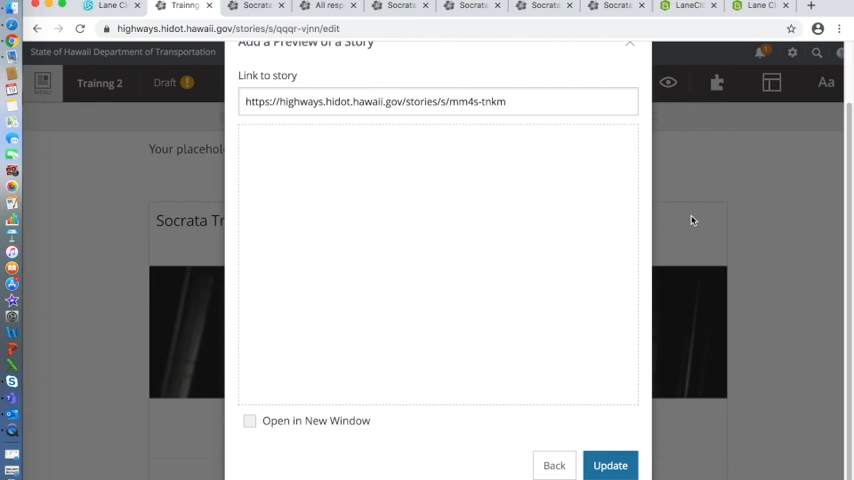 Lane Cl
Trainng
Socrata
All resp
Socrata
Socrata
Socrata
Socrata
LaneCl
Lane Cl
highways.hidot.hawaii.gov/stories/s/qqqr-vjnn/edit
State of Hawaii Department of Transportation
Add a Preview of a Story
MENU
Trainng 2
Draft
Aa
Link to story
https://highways.hidot.hawaii.gov/stories/s/mm4s-tnkm
Your placehol
Socrata Tr
Open in New Window
Back
Update